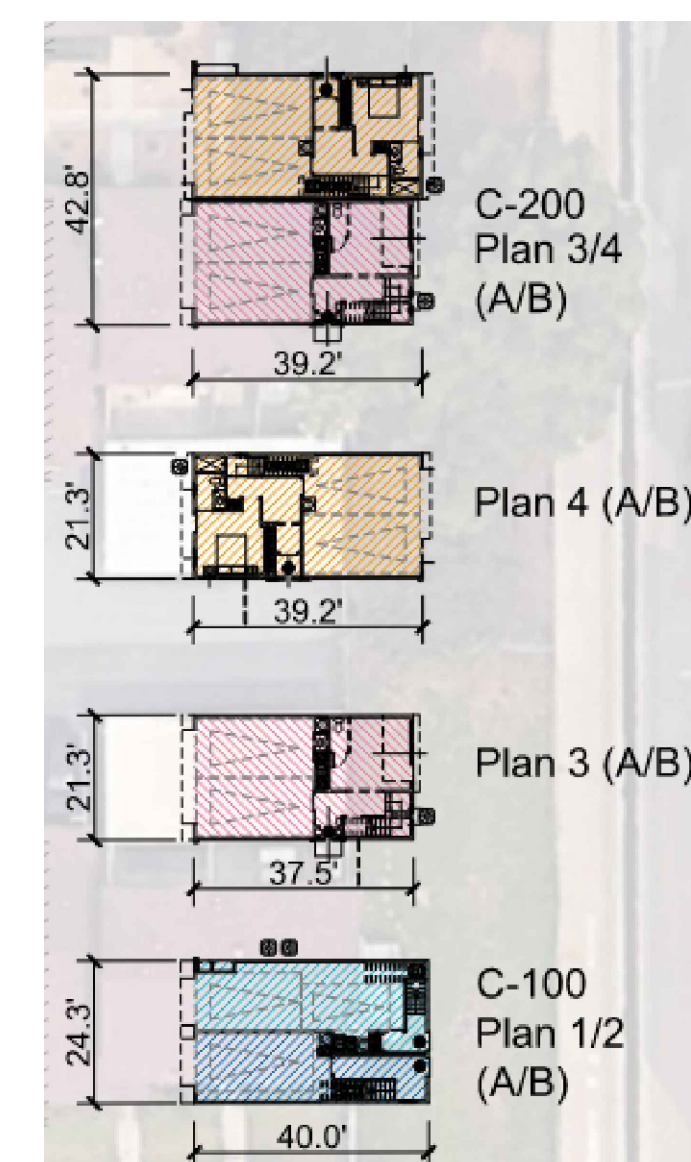 42.8'
C-200
Plan 3/4
(A/B)
39.2'
21.3'
Plan 4 (A/B)
39.2'
21.3'
Plan 3 (A/B)
37.5'
24.3'
C-100
Plan 1/2
(A/B)
40.0'